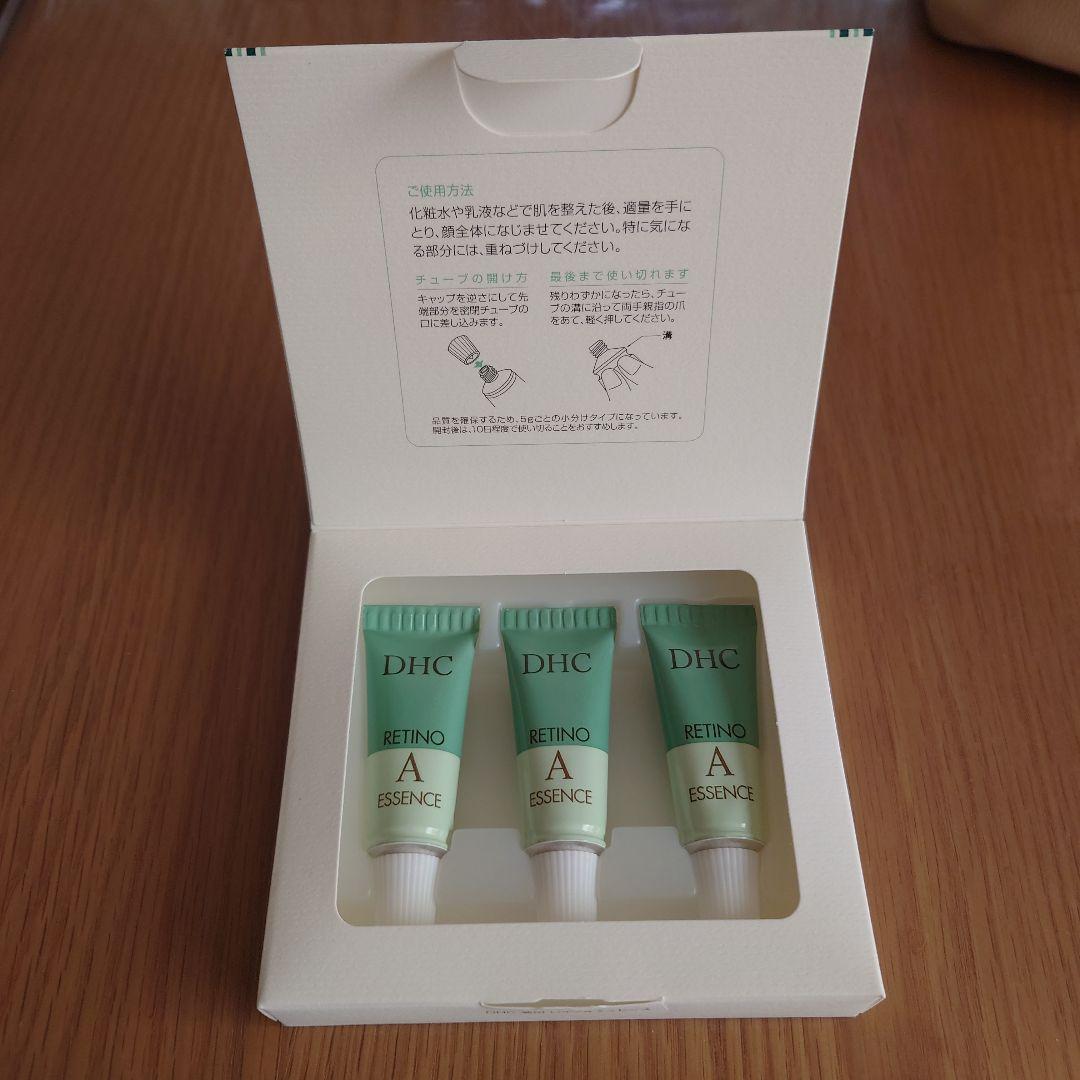 ご使用方法
化粧水や乳液などで肌を整えた後、適量を手に
とり、顔全体になじませてください。特に気にな
る部分には、重ねづけしてください。
チューブの開け方
キャップを逆さにして先
端部分を密閉チューブの
口に差し込みます。
最後まで使い切れます
残りわずかになったら、チュー
ブの溝に沿って両手親指の爪
をあて、軽く押してください。
溝
品質を確保するため、5gごとの小分けタイプになっています。
開封後は、10日程度で使い切ることをおすすめします。
DHC
RETINO
A
ESSENCE
DHC
RETINO
A
ESSENCE
DHC
RETINO
A
ESSENCE